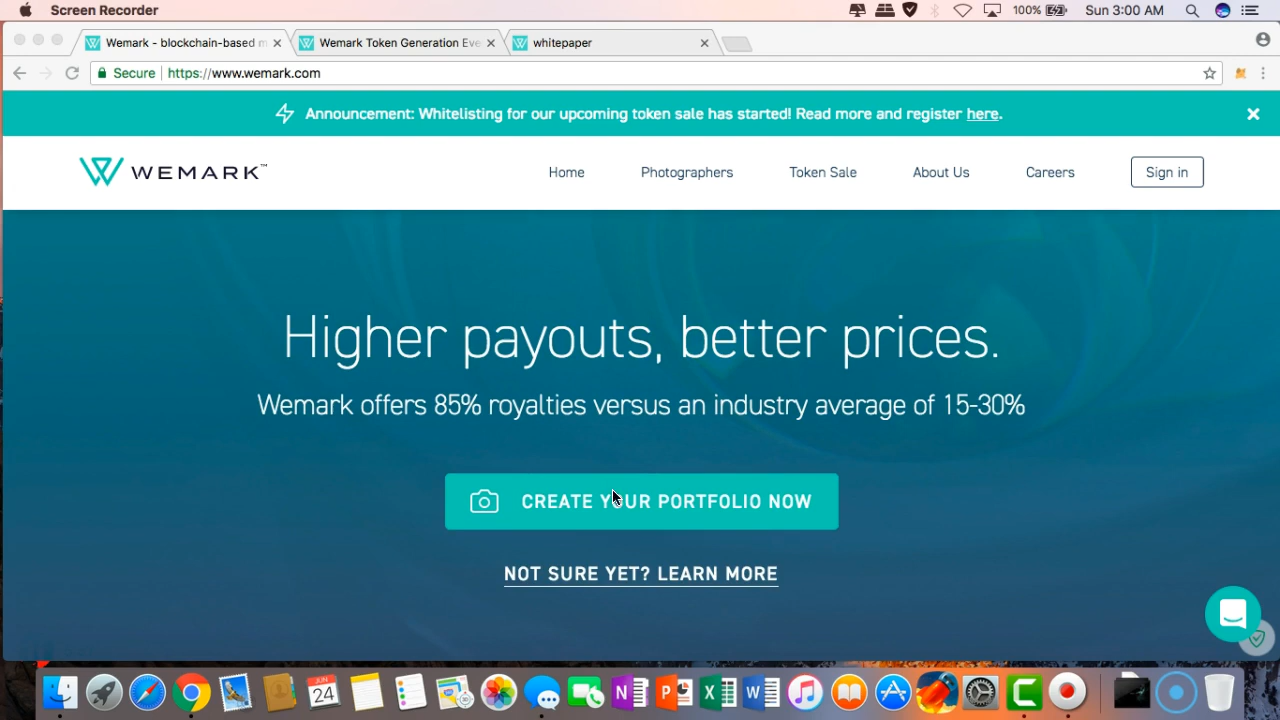 Screen Recorder
100%
Sun 3:00 AM
Wemark - blockchain-based m
Wemark Token Generation Eve
whitepaper
Secure
https://www.wemark.com
Announcement: Whitelisting for our upcoming token sale has started! Read more and register here.
WEMARK™
Home
Photographers
Token Sale
About Us
Careers
Sign in
Higher payouts, better prices.
Wemark offers 85% royalties versus an industry average of 15-30%
CREATE YOUR PORTFOLIO NOW
NOT SURE YET? LEARN MORE
JUN
24